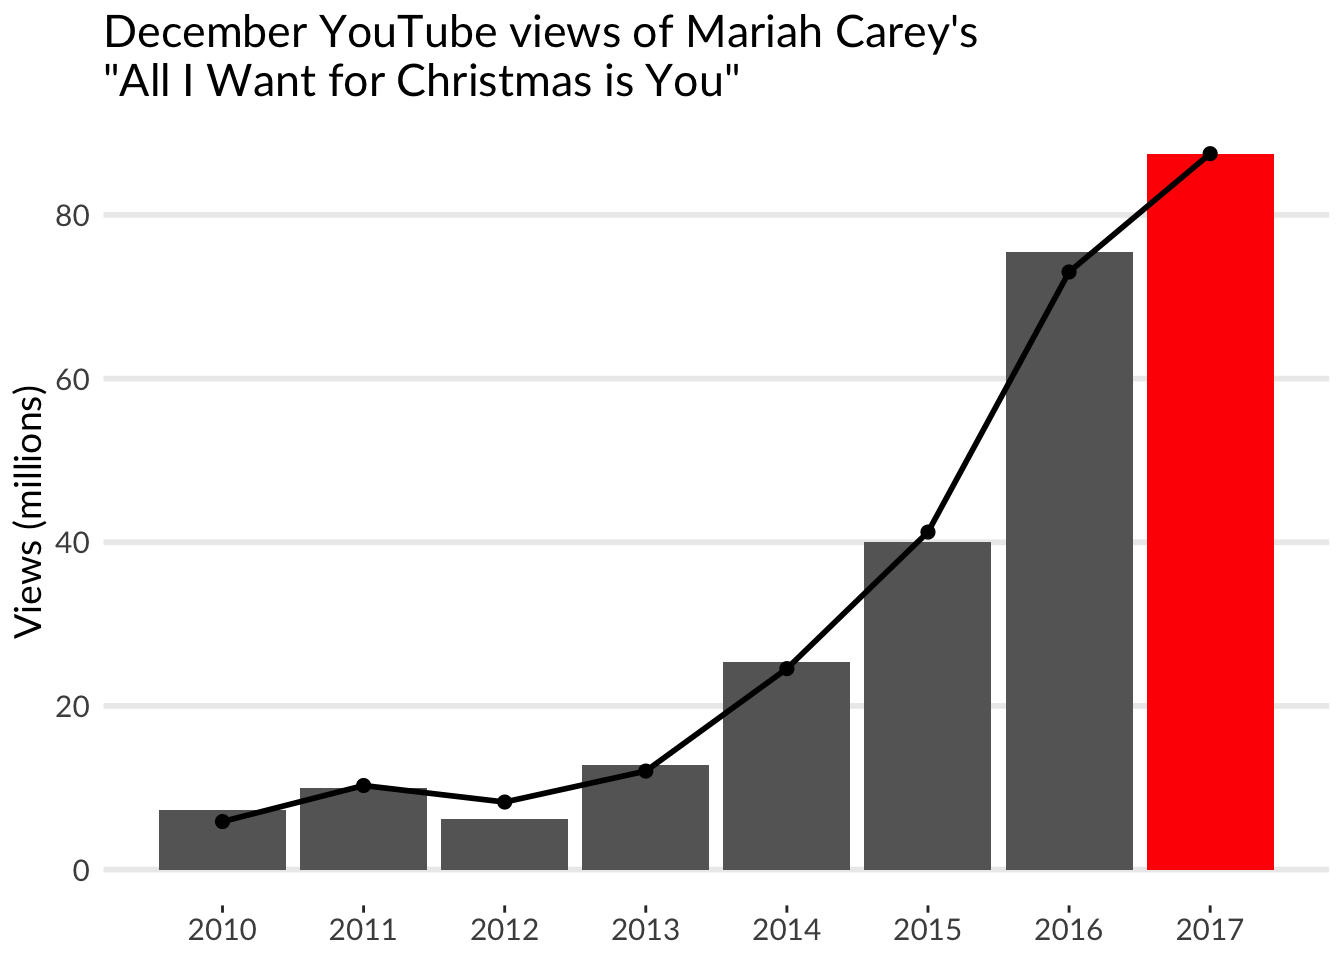 December YouTube views of Mariah Carey's
"All I Want for Christmas is You"
Views (millions)
80
60
40
20
0
2010 2011 2012 2013 2014 2015 2016 2017